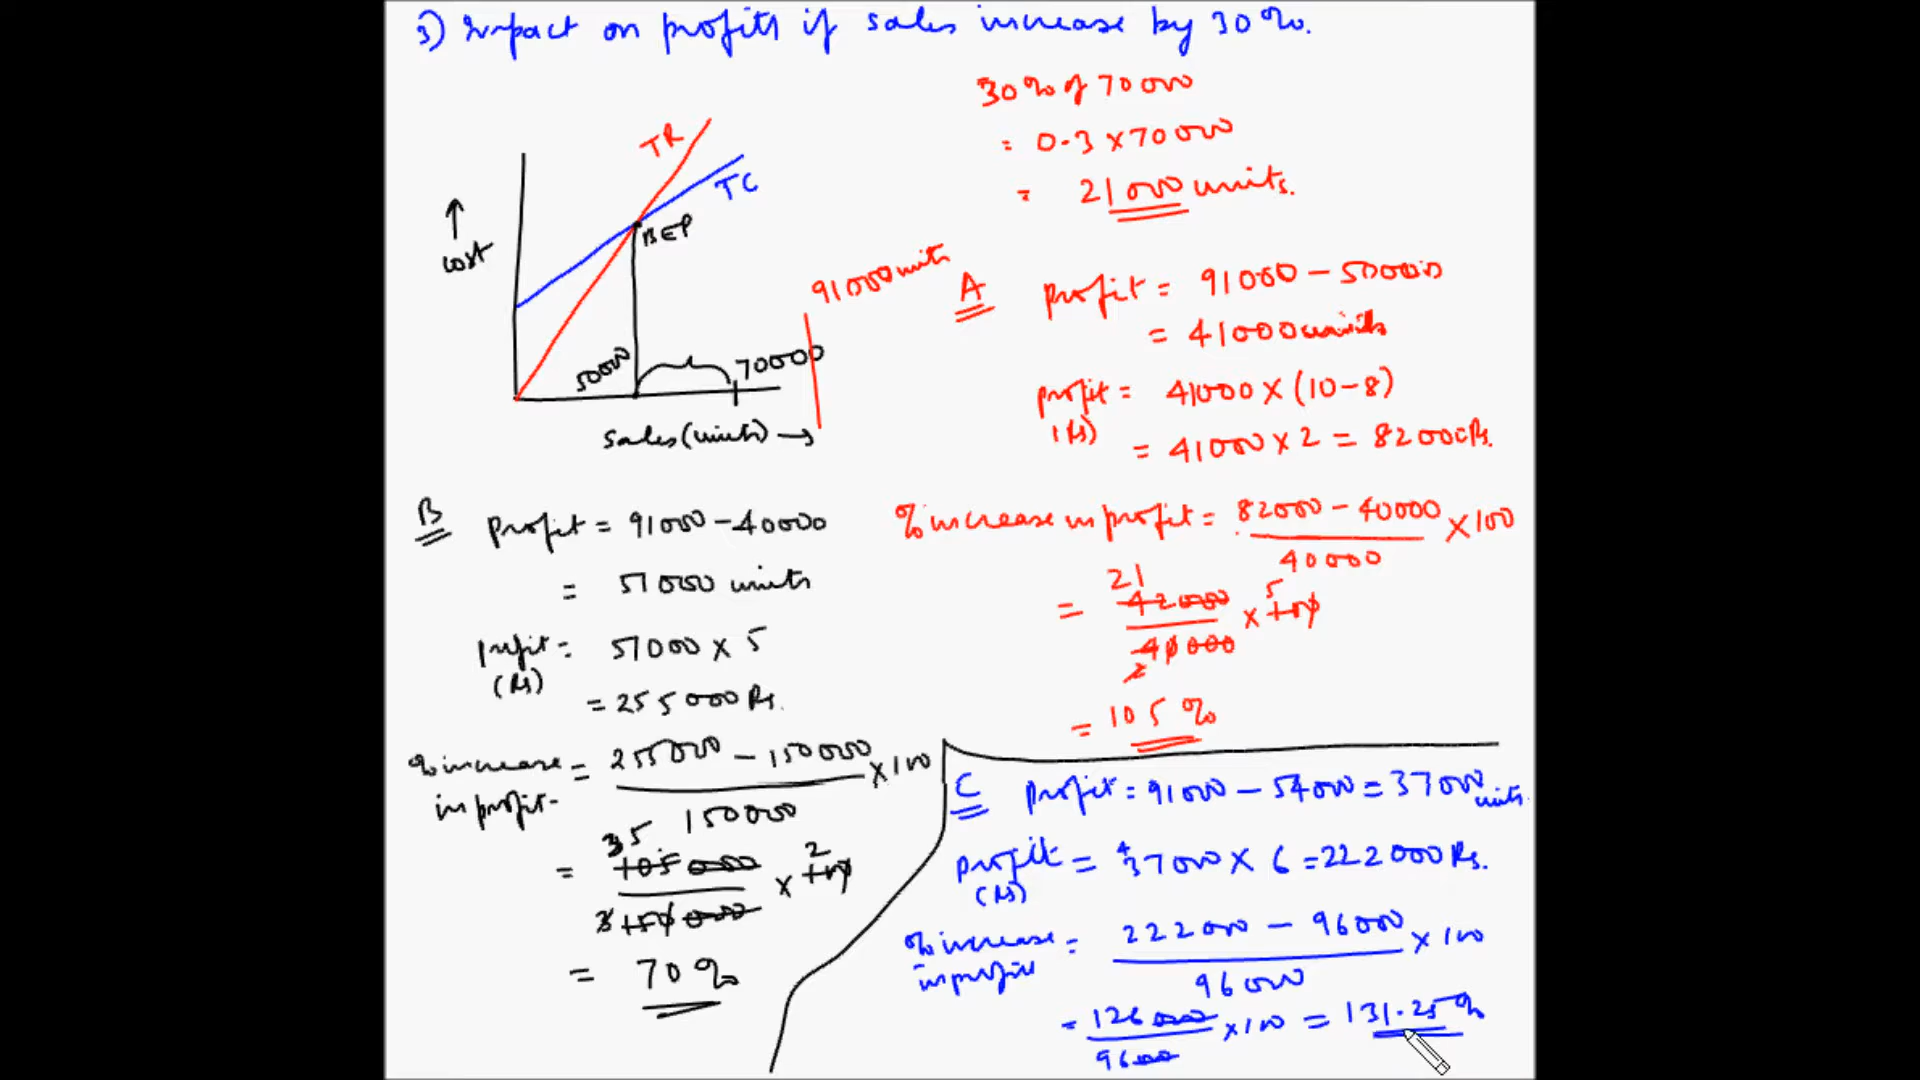 3) Impact on profits if sales increase by 30%.
30% of 70000
= 0.3 x 70000
= 21000 units.
TR
TC
BEP
↑
cost
50000
70000
91000 units
sales (units) →
A
profit = 91000 - 50000
= 41000 units
profit = 41000 x (10-8)
(Rs)
= 41000 x 2 = 82000 Rs.
% increase in profit = 82000 - 40000 x 100
40000
21
= 42000 x 5 100
40000
2
= 105 %
B
profit = 91000 - 40000
= 51000 units
profit = 51000 x 5
(Rs)
= 255000 Rs.
% increase = 255000 - 150000 x 100
in profit
150000
35
= 105000 x 2 100
3 150000
= 70 %
C
profit = 91000 - 54000 = 37000 units
profit = 37000 x 6 = 222000 Rs.
(Rs)
% increase = 222000 - 96000 x 100
in profit
96000
= 126000 x 100 = 131.25 %
96000